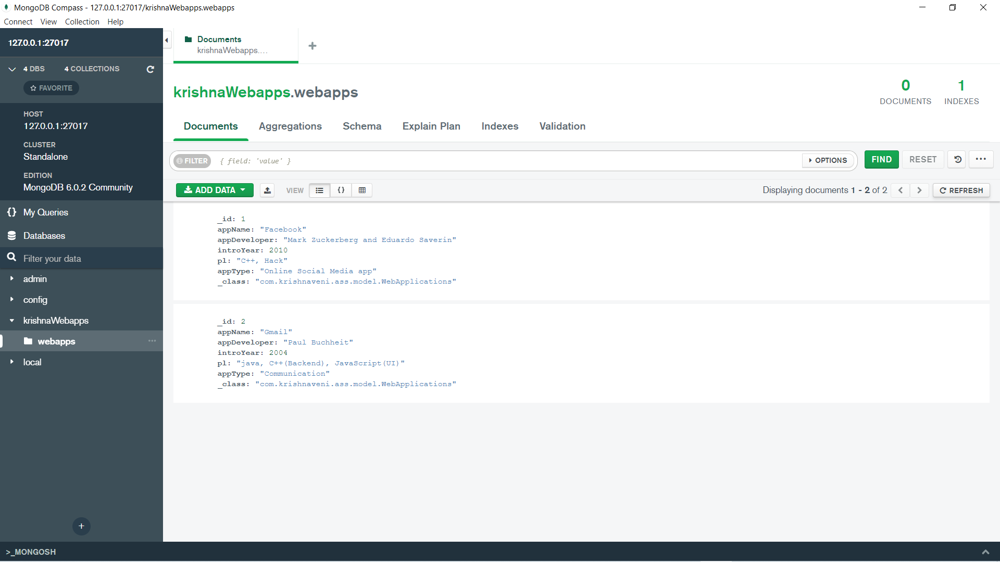 MongoDB Compass - 127.0.0.1:27017/krishnaWebapps.webapps
Connect View Collection Help
127.0.0.1:27017
4 DBS 4 COLLECTIONS
FAVORITE
HOST
127.0.0.1:27017
CLUSTER
Standalone
EDITION
MongoDB 6.0.2 Community
{} My Queries
Databases
Filter your data
admin
config
krishnaWebapps
webapps
local
+
Documents
krishnaWebapps....
+
krishnaWebapps.webapps
0
DOCUMENTS
1
INDEXES
Documents Aggregations Schema Explain Plan Indexes Validation
FILTER { field: 'value' } OPTIONS FIND RESET
ADD DATA VIEW {} Displaying documents 1 - 2 of 2 REFRESH
_id: 1
appName: "Facebook"
appDeveloper: "Mark Zuckerberg and Eduardo Saverin"
introYear: 2010
pl: "C++, Hack"
appType: "Online Social Media app"
_class: "com.krishnaveni.ass.model.WebApplications"
_id: 2
appName: "Gmail"
appDeveloper: "Paul Buchheit"
introYear: 2004
pl: "java, C++(Backend), JavaScript(UI)"
appType: "Communication"
_class: "com.krishnaveni.ass.model.WebApplications"
>_MONGOSH